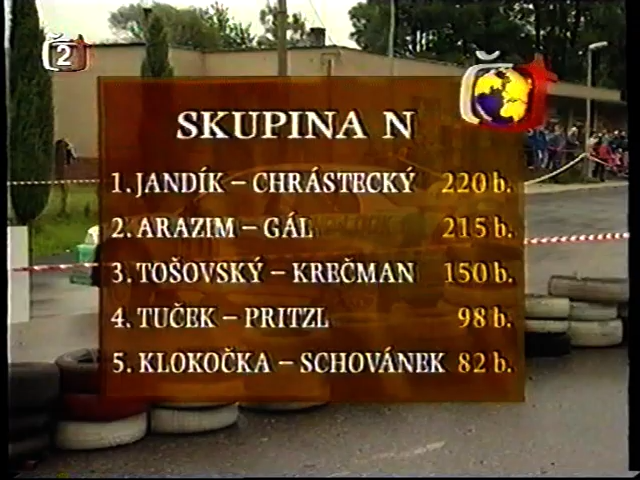 2
SKUPINA N
1. JANDÍK – CHRÁSTECKÝ 220 b.
2. ARAZIM – GÁL 215 b.
3. TOŠOVSKÝ – KREČMAN 150 b.
4. TUČEK – PRITZL 98 b.
5. KLOKOČKA – SCHOVÁNEK 82 b.